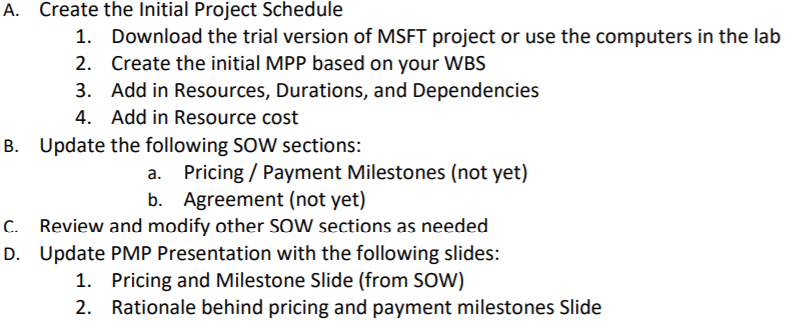 A. Create the Initial Project Schedule
1. Download the trial version of MSFT project or use the computers in the lab
2. Create the initial MPP based on your WBS
3. Add in Resources, Durations, and Dependencies
4. Add in Resource cost
B. Update the following SOW sections:
a. Pricing / Payment Milestones (not yet)
b. Agreement (not yet)
C. Review and modify other SOW sections as needed
D. Update PMP Presentation with the following slides:
1. Pricing and Milestone Slide (from SOW)
2. Rationale behind pricing and payment milestones Slide